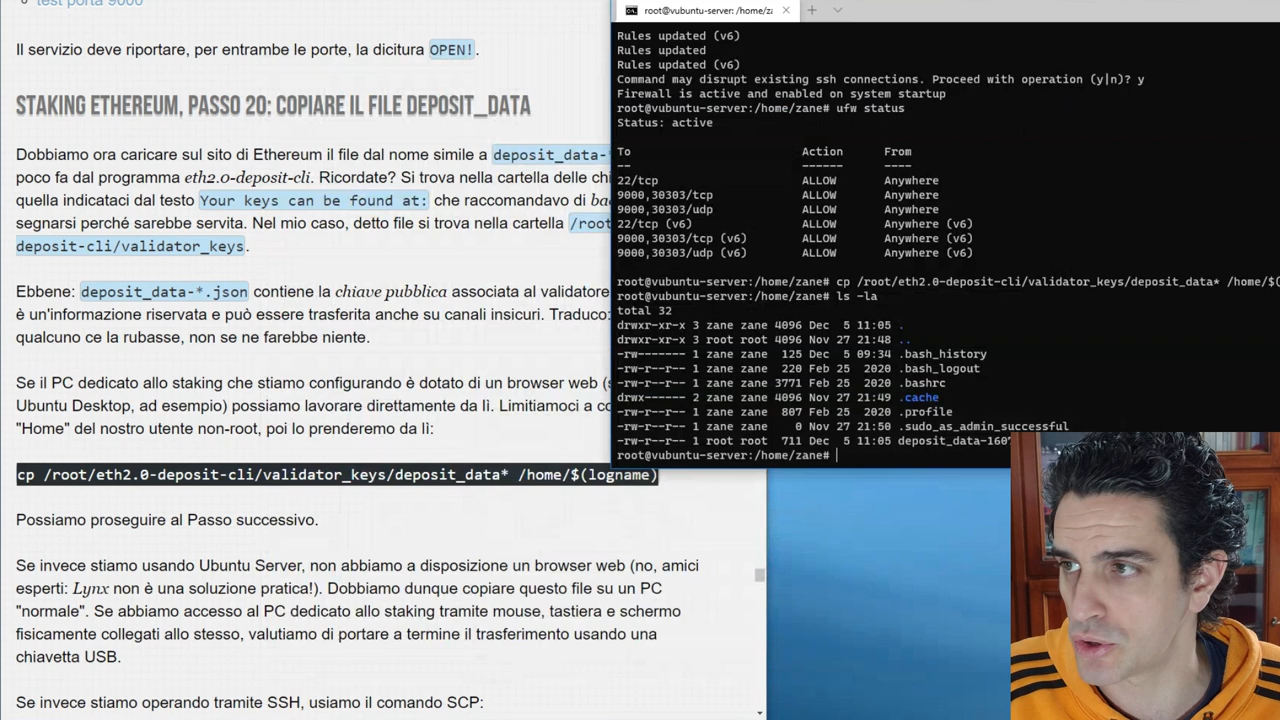 test porta 9000
Il servizio deve riportare, per entrambe le porte, la dicitura OPEN!.
STAKING ETHEREUM, PASSO 20: COPIARE IL FILE DEPOSIT_DATA
Dobbiamo ora caricare sul sito di Ethereum il file dal nome simile a deposit_data-*
poco fa dal programma eth2.0-deposit-cli. Ricordate? Si trova nella cartella delle
quella indicataci dal testo Your keys can be found at: che raccomandavo di
segnarsi perché sarebbe servita. Nel mio caso, detto file si trova nella cartella /root
deposit-cli/validator_keys.
Ebbene: deposit_data-*.json contiene la chiave pubblica associata al validatore
è un'informazione riservata e può essere trasferita anche su canali insicuri. Traduco:
qualcuno ce la rubasse, non se ne farebbe niente.
Se il PC dedicato allo staking che stiamo configurando è dotato di un browser web
Ubuntu Desktop, ad esempio) possiamo lavorare direttamente da lì. Limitiamoci a
"Home" del nostro utente non-root, poi lo prenderemo da lì:
cp /root/eth2.0-deposit-cli/validator_keys/deposit_data* /home/$(logname)
Possiamo proseguire al Passo successivo.
Se invece stiamo usando Ubuntu Server, non abbiamo a disposizione un browser web (no, amici
esperti: Lynx non è una soluzione pratica!). Dobbiamo dunque copiare questo file su un PC
"normale". Se abbiamo accesso al PC dedicato allo staking tramite mouse, tastiera e schermo
fisicamente collegati allo stesso, valutiamo di portare a termine il trasferimento usando una
chiavetta USB.
Se invece stiamo operando tramite SSH, usiamo il comando SCP:
root@vubuntu-server: /home/za
Rules updated (v6)
Rules updated
Rules updated (v6)
Command may disrupt existing ssh connections. Proceed with operation (y|n)? y
Firewall is active and enabled on system startup
root@vubuntu-server:/home/zane# ufw status
Status: active
To Action From
-- ------ ----
22/tcp ALLOW Anywhere
9000,30303/tcp ALLOW Anywhere
9000,30303/udp ALLOW Anywhere
22/tcp (v6) ALLOW Anywhere (v6)
9000,30303/tcp (v6) ALLOW Anywhere (v6)
9000,30303/udp (v6) ALLOW Anywhere (v6)
root@vubuntu-server:/home/zane# cp /root/eth2.0-deposit-cli/validator_keys/deposit_data* /home/$(
root@vubuntu-server:/home/zane# ls -la
total 32
drwxr-xr-x 3 zane zane 4096 Dec 5 11:05 .
drwxr-xr-x 3 root root 4096 Nov 27 21:48 ..
-rw------- 1 zane zane 125 Dec 5 09:34 .bash_history
-rw-r--r-- 1 zane zane 220 Feb 25 2020 .bash_logout
-rw-r--r-- 1 zane zane 3771 Feb 25 2020 .bashrc
drwx------ 2 zane zane 4096 Nov 27 21:49 .cache
-rw-r--r-- 1 zane zane 807 Feb 25 2020 .profile
-rw-r--r-- 1 zane zane 0 Nov 27 21:50 .sudo_as_admin_successful
-rw-r--r-- 1 root root 711 Dec 5 11:05 deposit_data-1607
root@vubuntu-server:/home/zane#